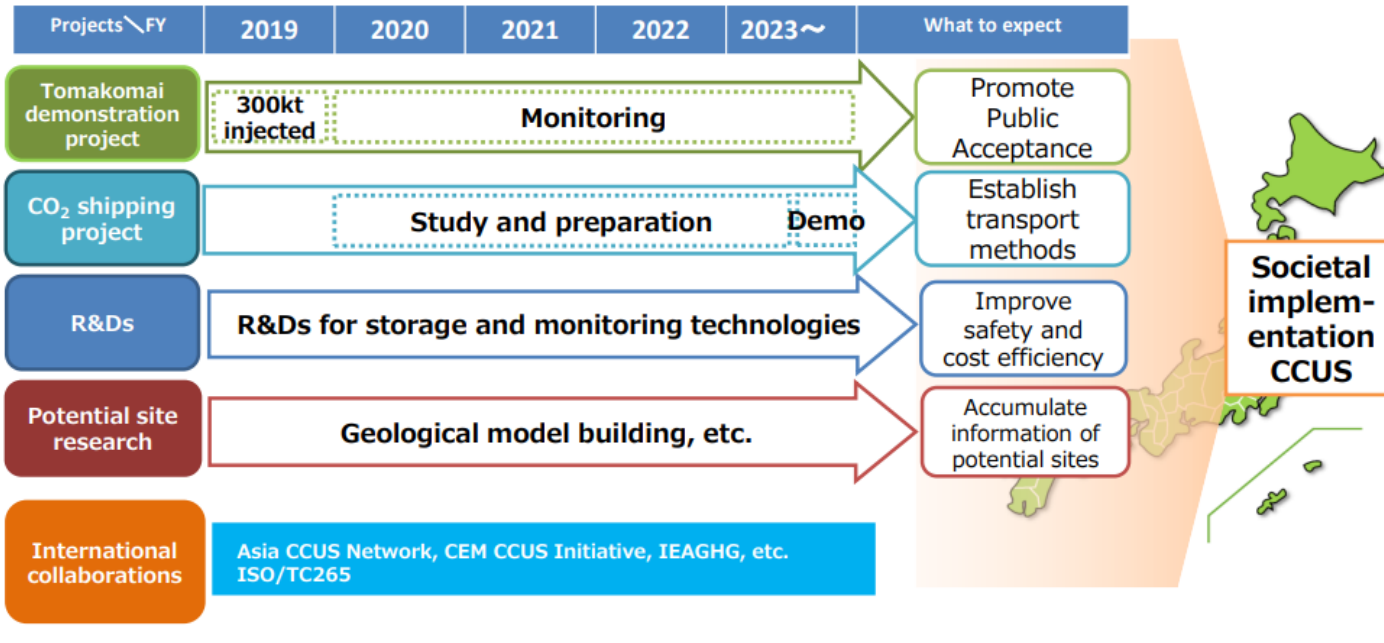 Projects＼FY
2019
2020
2021
2022
2023～
What to expect
Tomakomai
demonstration
project
300kt
injected
Monitoring
Promote
Public
Acceptance
CO₂ shipping
project
Study and preparation
Demo
Establish
transport
methods
R&Ds
R&Ds for storage and monitoring technologies
Improve
safety and
cost efficiency
Potential site
research
Geological model building, etc.
Accumulate
information of
potential sites
International
collaborations
Asia CCUS Network, CEM CCUS Initiative, IEAGHG, etc.
ISO/TC265
Societal
implem-
entation
CCUS